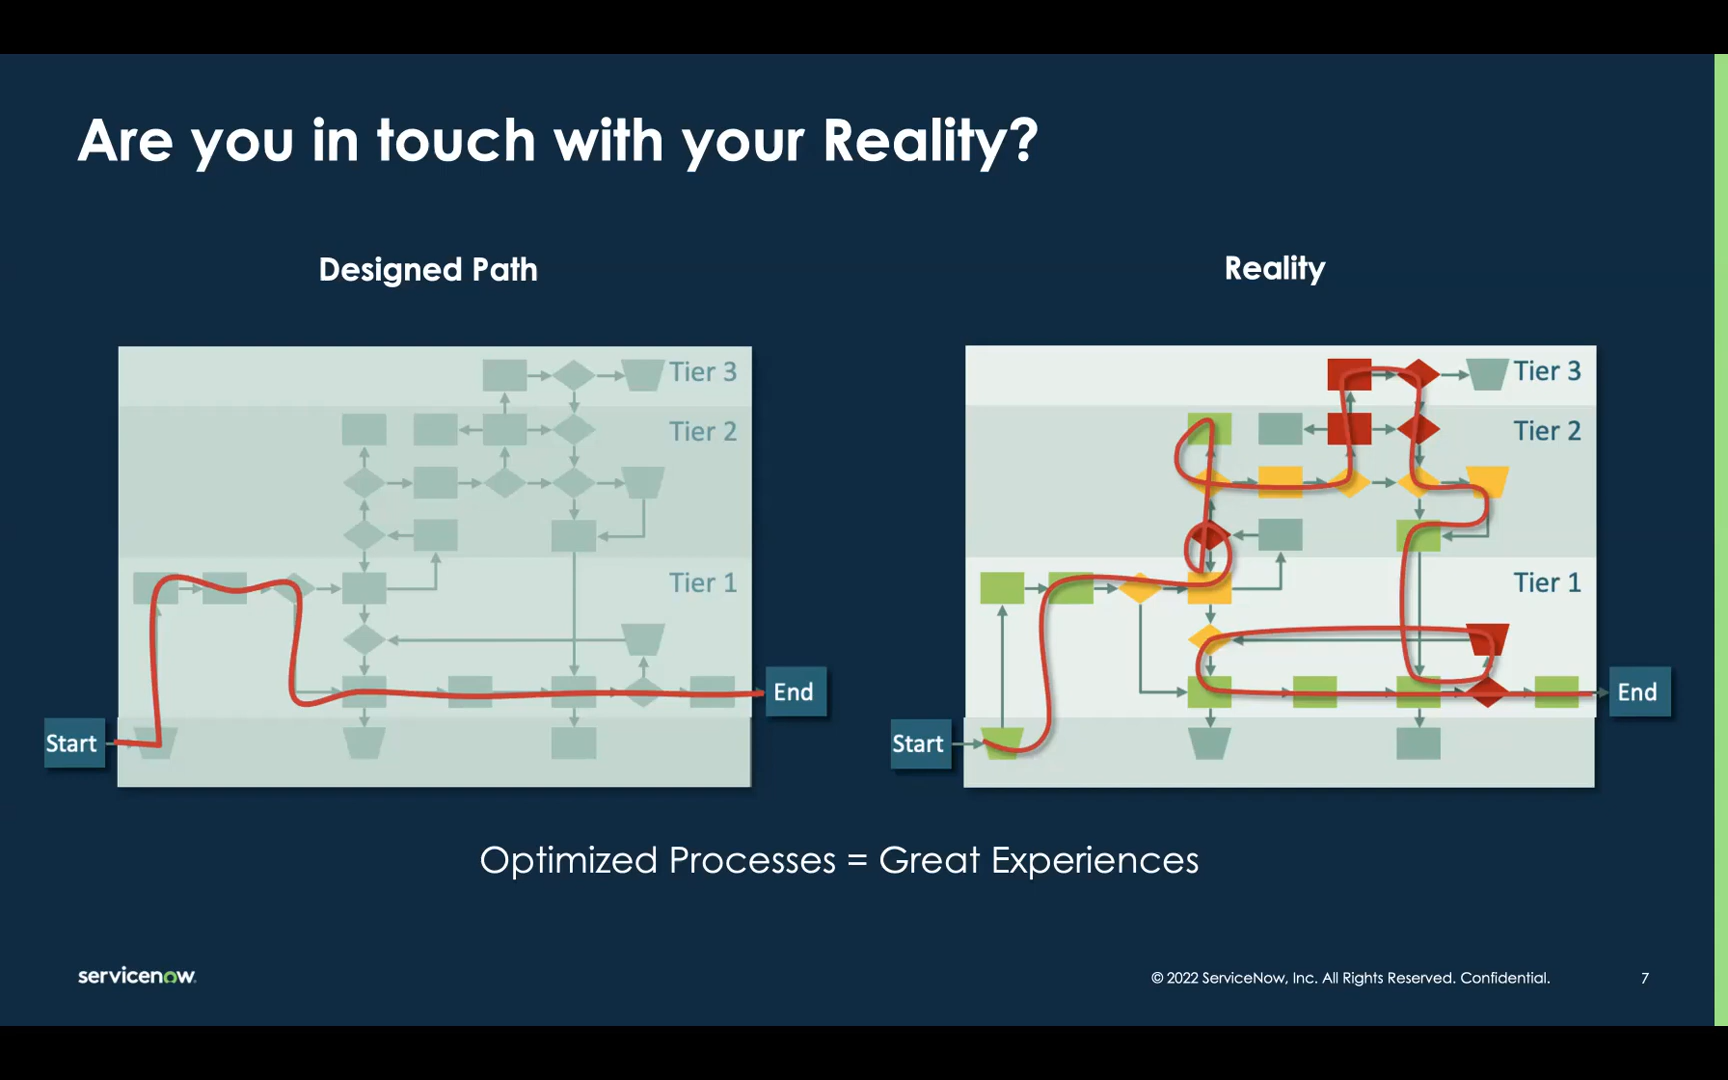 Are you in touch with your Reality?
Designed Path
Reality
Tier 3
Tier 2
Tier 1
Start
End
Tier 3
Tier 2
Tier 1
Start
End
Optimized Processes = Great Experiences
servicenow
© 2022 ServiceNow, Inc. All Rights Reserved. Confidential.
7